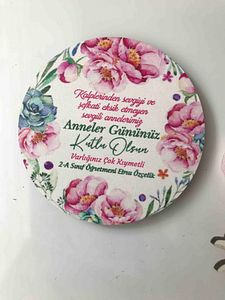 Kalplerinden sevgiyi ve
şefkati eksik etmeyen
sevgili annelerimiz
Anneler Gününüz
Kutlu Olsun
Varlığınız Çok Kıymetli
2-A Sınıf Öğretmeni Ebru Özçelik